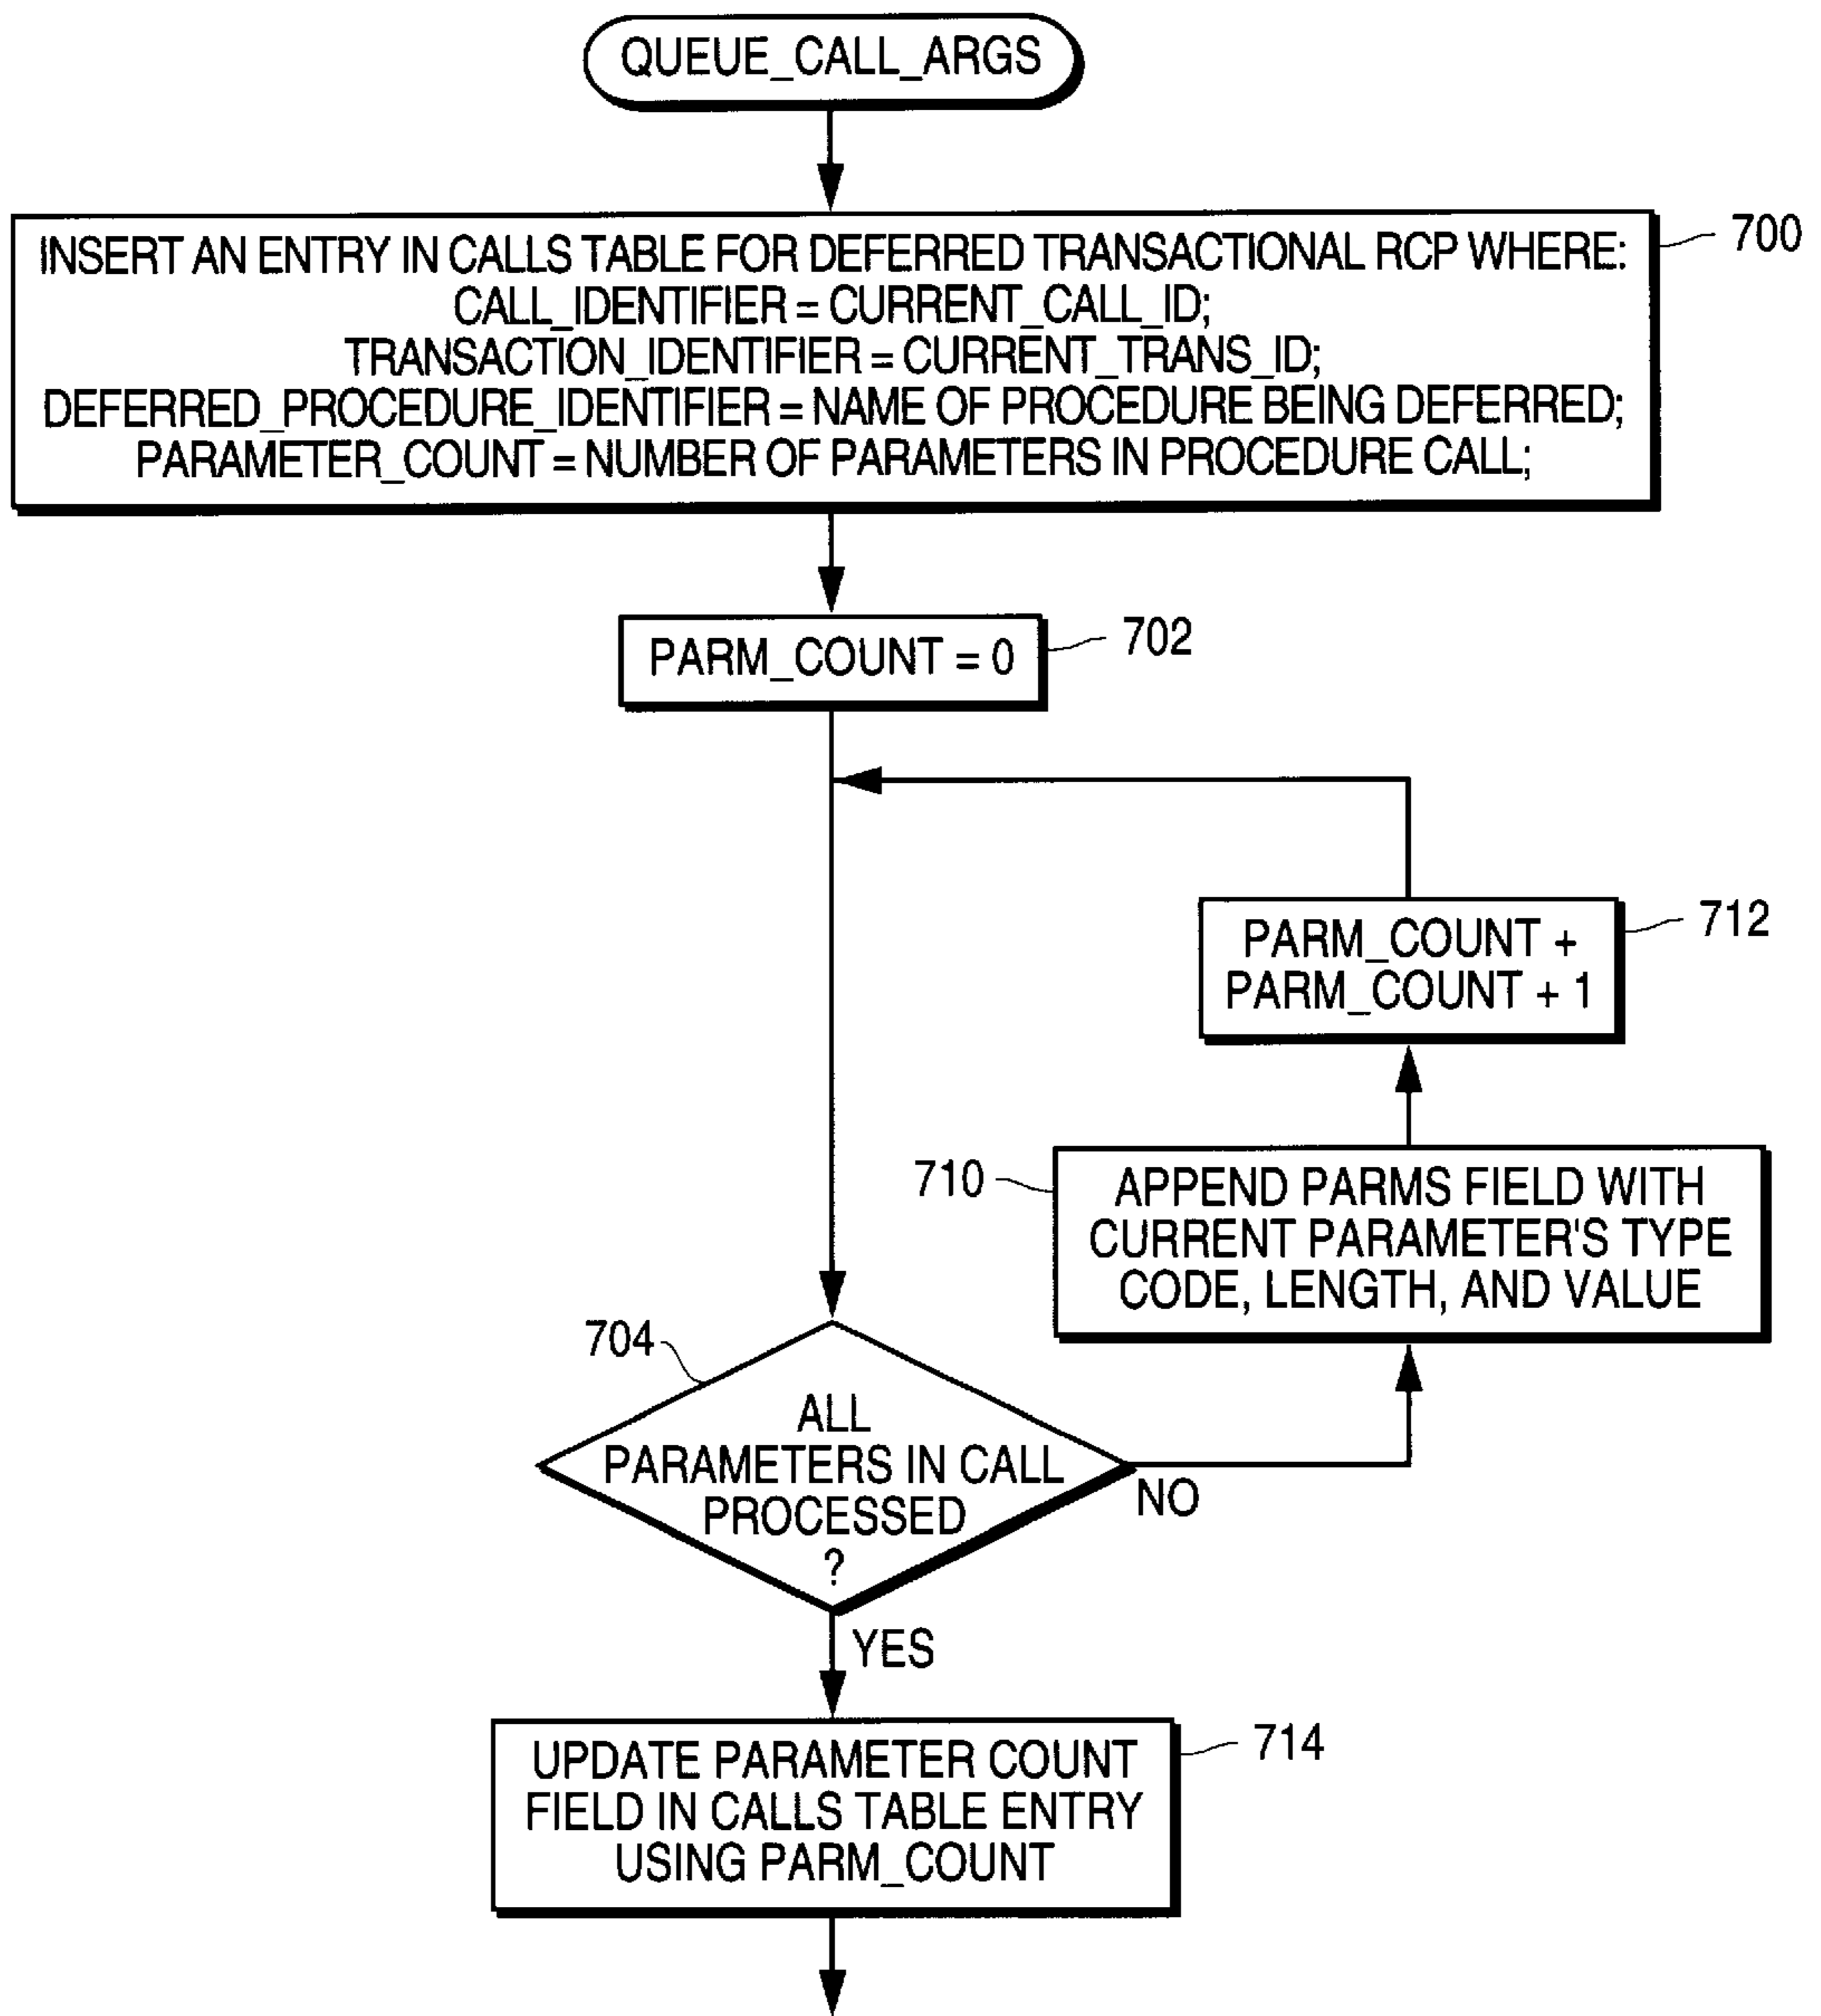 QUEUE_CALL_ARGS
INSERT AN ENTRY IN CALLS TABLE FOR DEFERRED TRANSACTIONAL RCP WHERE:
CALL_IDENTIFIER = CURRENT_CALL_ID;
TRANSACTION_IDENTIFIER = CURRENT_TRANS_ID;
DEFERRED_PROCEDURE_IDENTIFIER = NAME OF PROCEDURE BEING DEFERRED;
PARAMETER_COUNT = NUMBER OF PARAMETERS IN PROCEDURE CALL;
700
PARM_COUNT = 0
702
PARM_COUNT +
PARM_COUNT + 1
712
710
APPEND PARMS FIELD WITH
CURRENT PARAMETER'S TYPE
CODE, LENGTH, AND VALUE
704
ALL
PARAMETERS IN CALL
PROCESSED
?
NO
YES
UPDATE PARAMETER COUNT
FIELD IN CALLS TABLE ENTRY
USING PARM_COUNT
714